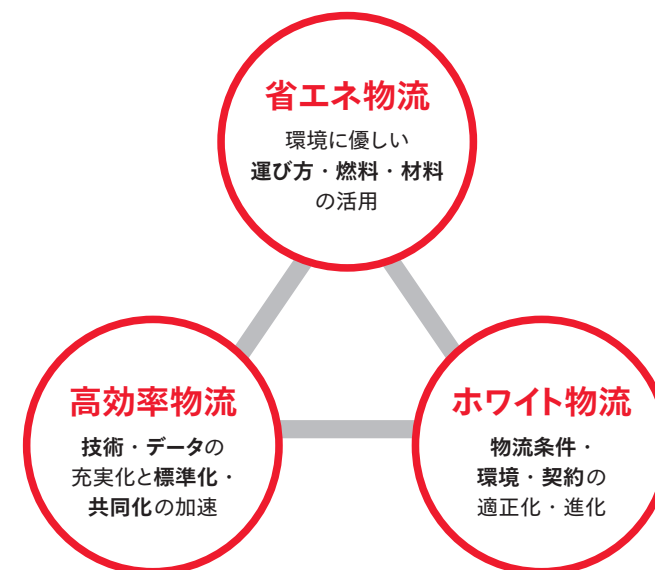 省エネ物流
環境に優しい
運び方・燃料・材料
の活用
高効率物流
技術・データの
充実化と標準化・
共同化の加速
ホワイト物流
物流条件・
環境・契約の
適正化・進化